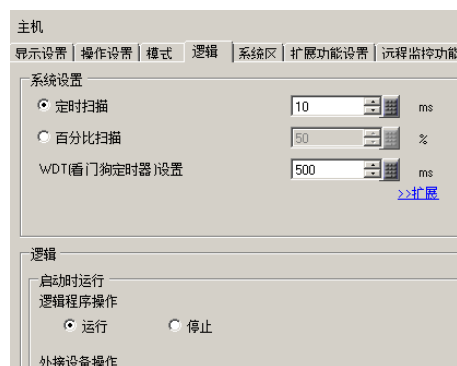 主机
显示设置 操作设置 模式 逻辑 系统区 扩展功能设置 远程监控功能
系统设置
定时扫描 10 ms
百分比扫描 50 %
WDT(看门狗定时器)设置 500 ms
>>扩展
逻辑
启动时运行
逻辑程序操作
运行 停止
外接设备操作